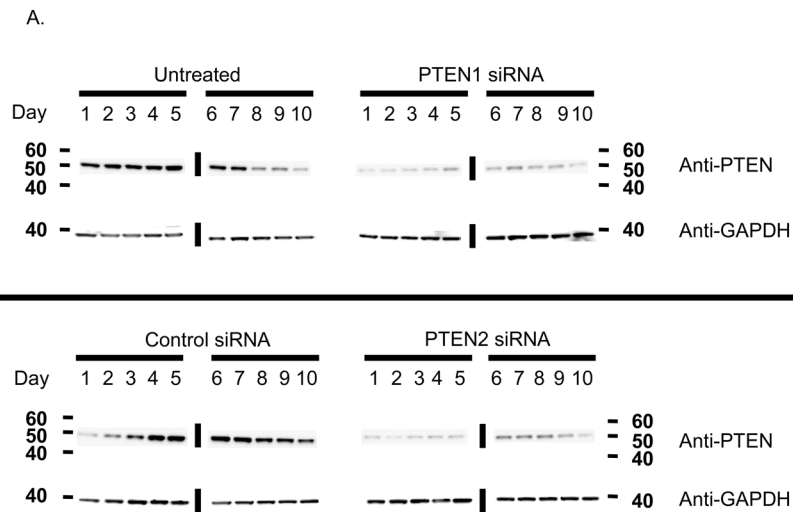 A.
Untreated PTEN1 siRNA
Day 1 2 3 4 5 6 7 8 9 10 1 2 3 4 5 6 7 8 9 10
60 60
50 50 Anti-PTEN
40 40
40 40 Anti-GAPDH
Control siRNA PTEN2 siRNA
Day 1 2 3 4 5 6 7 8 9 10 1 2 3 4 5 6 7 8 9 10
60 60
50 50 Anti-PTEN
40 40
40 40 Anti-GAPDH